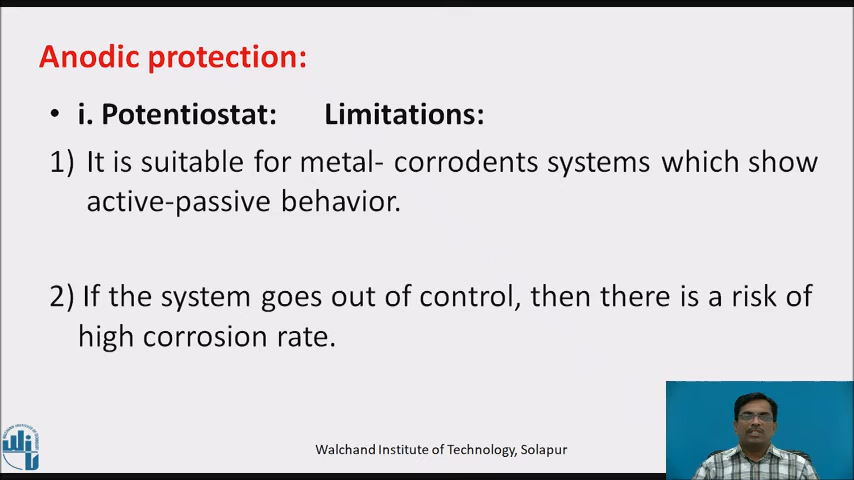 Anodic protection:
• i. Potentiostat: Limitations:
1) It is suitable for metal- corrodents systems which show
active-passive behavior.
2) If the system goes out of control, then there is a risk of
high corrosion rate.
Walchand Institute of Technology, Solapur